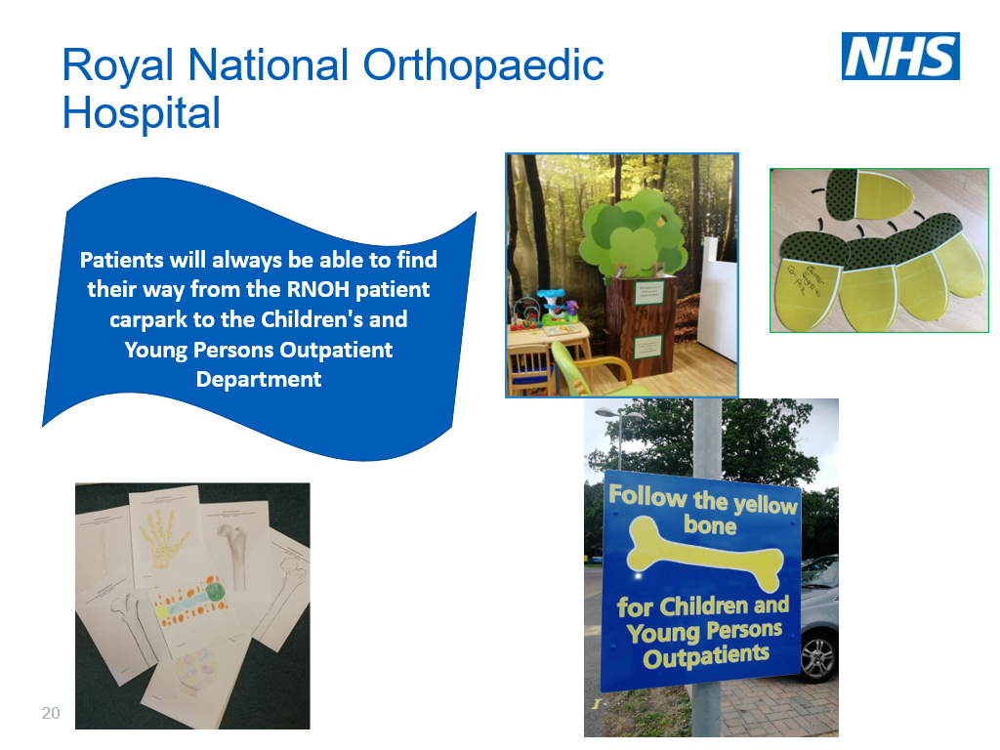 Royal National Orthopaedic
Hospital
NHS
Patients will always be able to find
their way from the RNOH patient
carpark to the Children's and
Young Persons Outpatient
Department
Follow the yellow
bone
for Children and
Young Persons
Outpatients
20